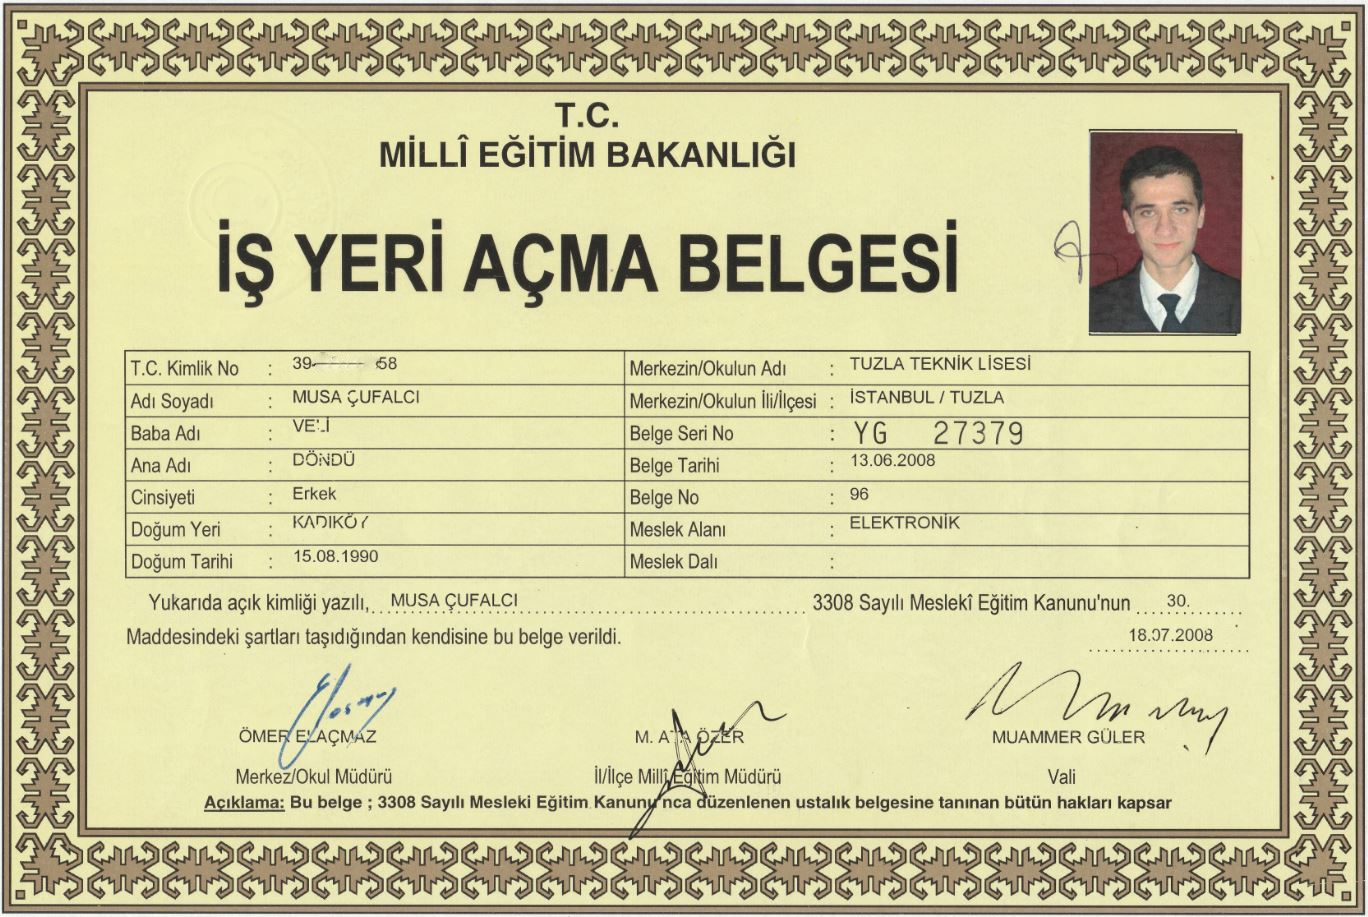 T.C.
MİLLÎ EĞİTİM BAKANLIĞI
İŞ YERİ AÇMA BELGESİ
T.C. Kimlik No : 39 58 Merkezin/Okulun Adı : TUZLA TEKNİK LİSESİ
Adı Soyadı : MUSA ÇUFALCI Merkezin/Okulun İli/İlçesi : İSTANBUL / TUZLA
Baba Adı : VELİ Belge Seri No : YG 27379
Ana Adı : DÖNDÜ Belge Tarihi : 13.06.2008
Cinsiyeti : Erkek Belge No : 96
Doğum Yeri : KADIKÖY Meslek Alanı : ELEKTRONİK
Doğum Tarihi : 15.08.1990 Meslek Dalı :
Yukarıda açık kimliği yazılı, MUSA ÇUFALCI 3308 Sayılı Meslekî Eğitim Kanunu'nun 30.
Maddesindeki şartları taşıdığından kendisine bu belge verildi.
18.07.2008
ÖMER ELAÇMAZ M. ATA ÖZER MUAMMER GÜLER
Merkez/Okul Müdürü İl/İlçe Millî Eğitim Müdürü Vali
Açıklama: Bu belge ; 3308 Sayılı Mesleki Eğitim Kanunu'nca düzenlenen ustalık belgesine tanınan bütün hakları kapsar